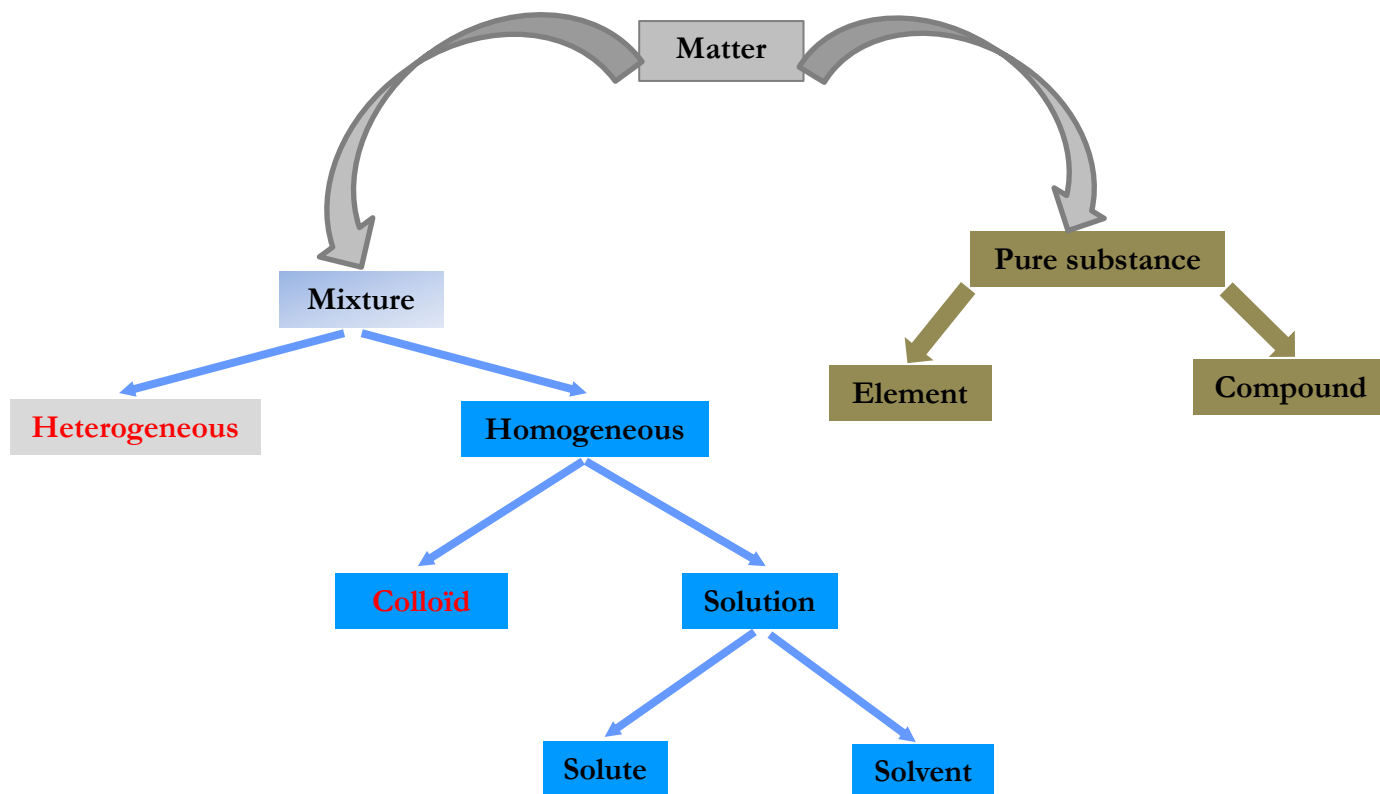 Matter
Pure substance
Mixture
Element
Compound
Heterogeneous
Homogeneous
Colloïd
Solution
Solute
Solvent